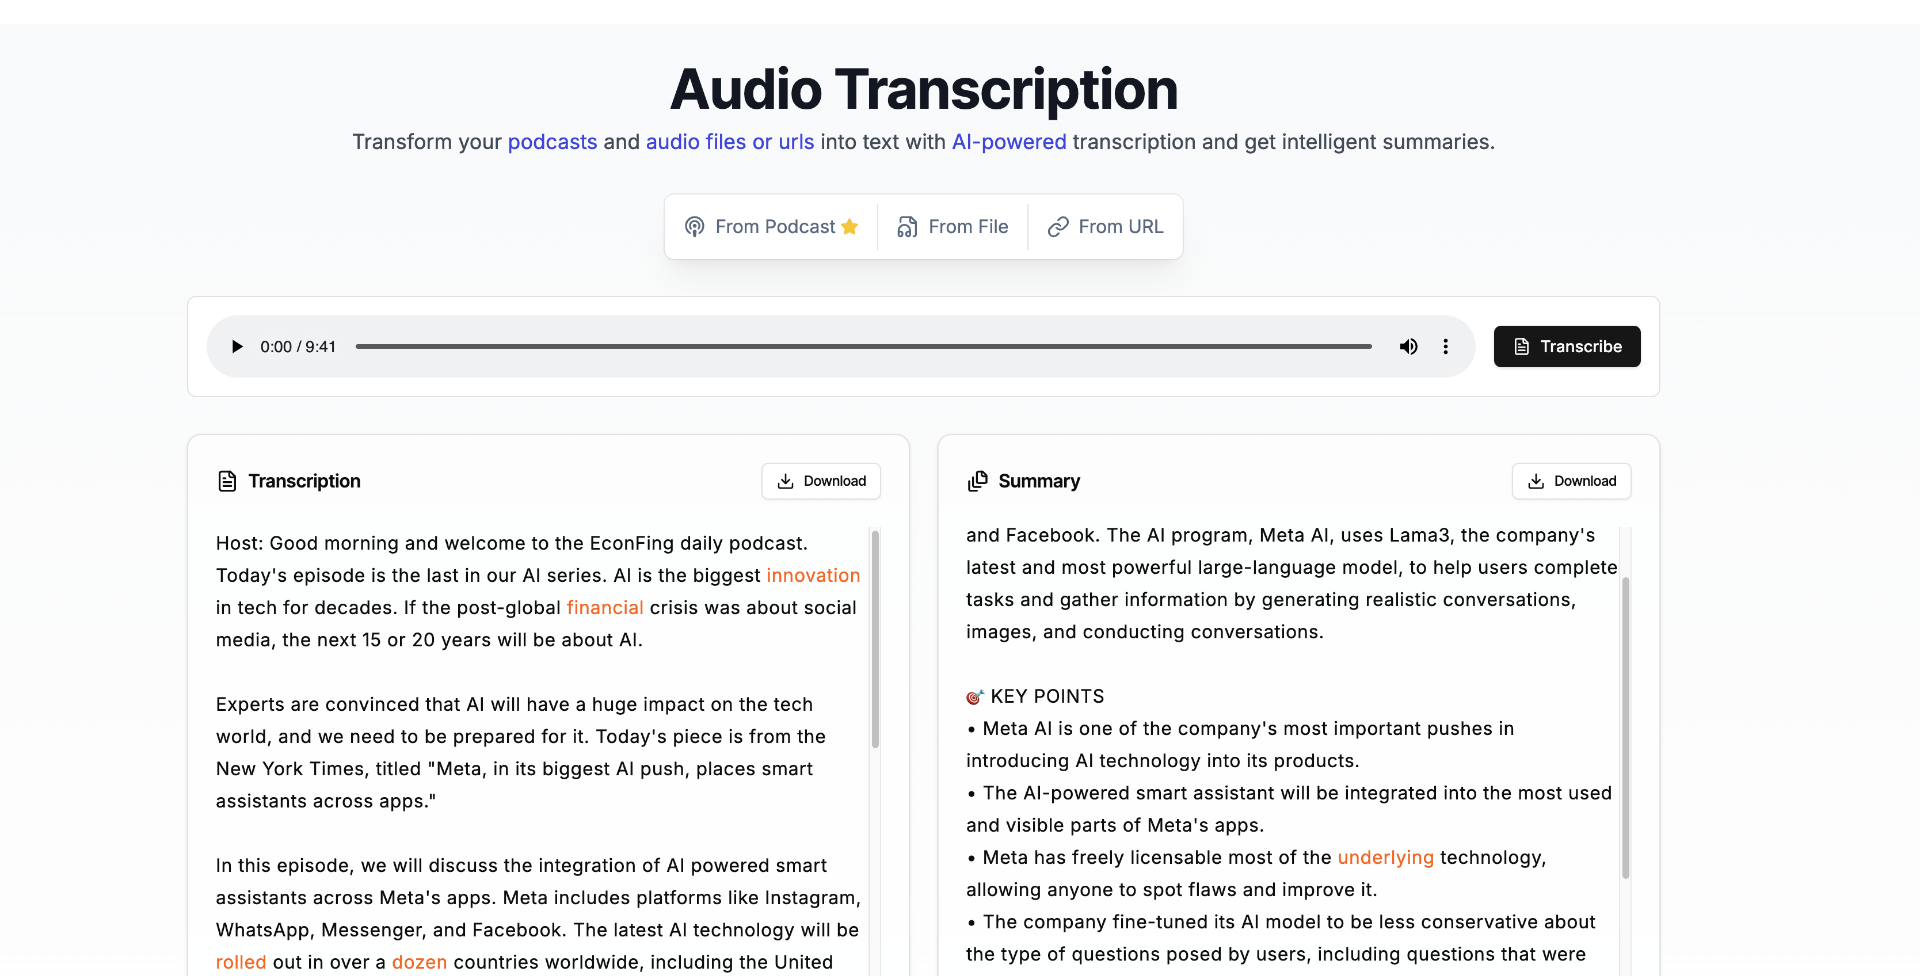 Audio Transcription
Transform your podcasts and audio files or urls into text with AI-powered transcription and get intelligent summaries.
From Podcast ⭐
From File
From URL
0:00 / 9:41
Transcribe
Transcription
Download
Host: Good morning and welcome to the EconFing daily podcast.
Today's episode is the last in our AI series. AI is the biggest innovation
in tech for decades. If the post-global financial crisis was about social
media, the next 15 or 20 years will be about AI.
Experts are convinced that AI will have a huge impact on the tech
world, and we need to be prepared for it. Today's piece is from the
New York Times, titled "Meta, in its biggest AI push, places smart
assistants across apps."
In this episode, we will discuss the integration of AI powered smart
assistants across Meta's apps. Meta includes platforms like Instagram,
WhatsApp, Messenger, and Facebook. The latest AI technology will be
rolled out in over a dozen countries worldwide, including the United
Summary
Download
and Facebook. The AI program, Meta AI, uses Lama3, the company's
latest and most powerful large-language model, to help users complete
tasks and gather information by generating realistic conversations,
images, and conducting conversations.
🎯 KEY POINTS
• Meta AI is one of the company's most important pushes in
introducing AI technology into its products.
• The AI-powered smart assistant will be integrated into the most used
and visible parts of Meta's apps.
• Meta has freely licensable most of the underlying technology,
allowing anyone to spot flaws and improve it.
• The company fine-tuned its AI model to be less conservative about
the type of questions posed by users, including questions that were